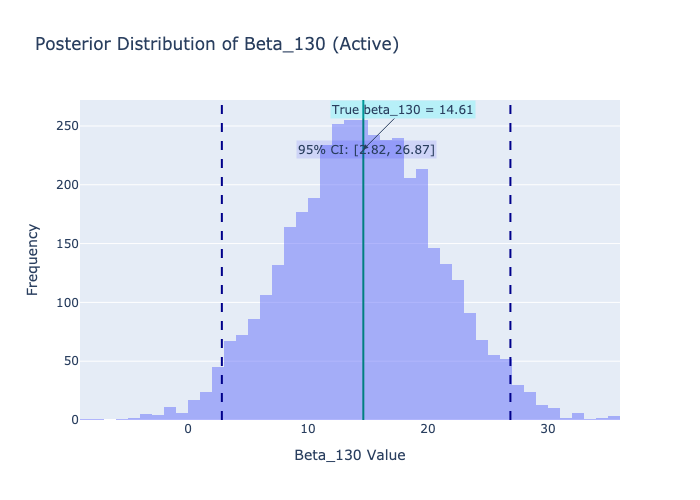 Posterior Distribution of Beta_130 (Active)
True beta_130 = 14.61
95% CI: [2.82, 26.87]
250
200
150
100
50
0
Frequency
0 10 20 30
Beta_130 Value